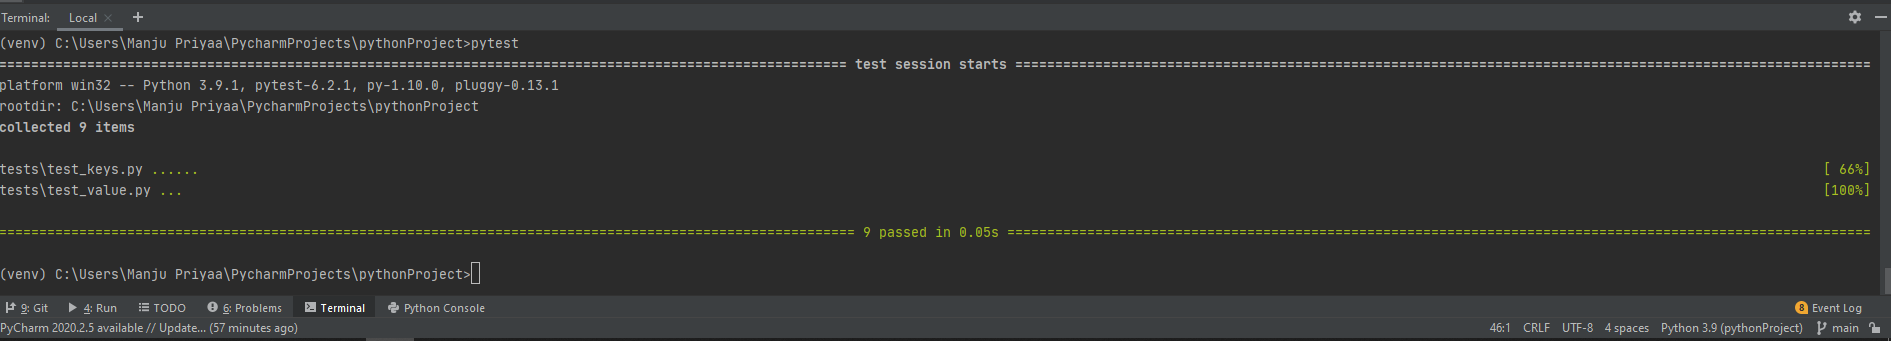 Terminal: Local × +
(venv) C:\Users\Manju Priyaa\PycharmProjects\pythonProject>pytest
========================================================================================================== test session starts ===========================================================================================================
platform win32 -- Python 3.9.1, pytest-6.2.1, py-1.10.0, pluggy-0.13.1
rootdir: C:\Users\Manju Priyaa\PycharmProjects\pythonProject
collected 9 items
tests\test_keys.py ...... [ 66%]
tests\test_value.py ... [100%]
=========================================================================================================== 9 passed in 0.05s ============================================================================================================
(venv) C:\Users\Manju Priyaa\PycharmProjects\pythonProject>
9: Git 4: Run TODO 6: Problems Terminal Python Console 8 Event Log
PyCharm 2020.2.5 available // Update... (57 minutes ago) 46:1 CRLF UTF-8 4 spaces Python 3.9 (pythonProject) main